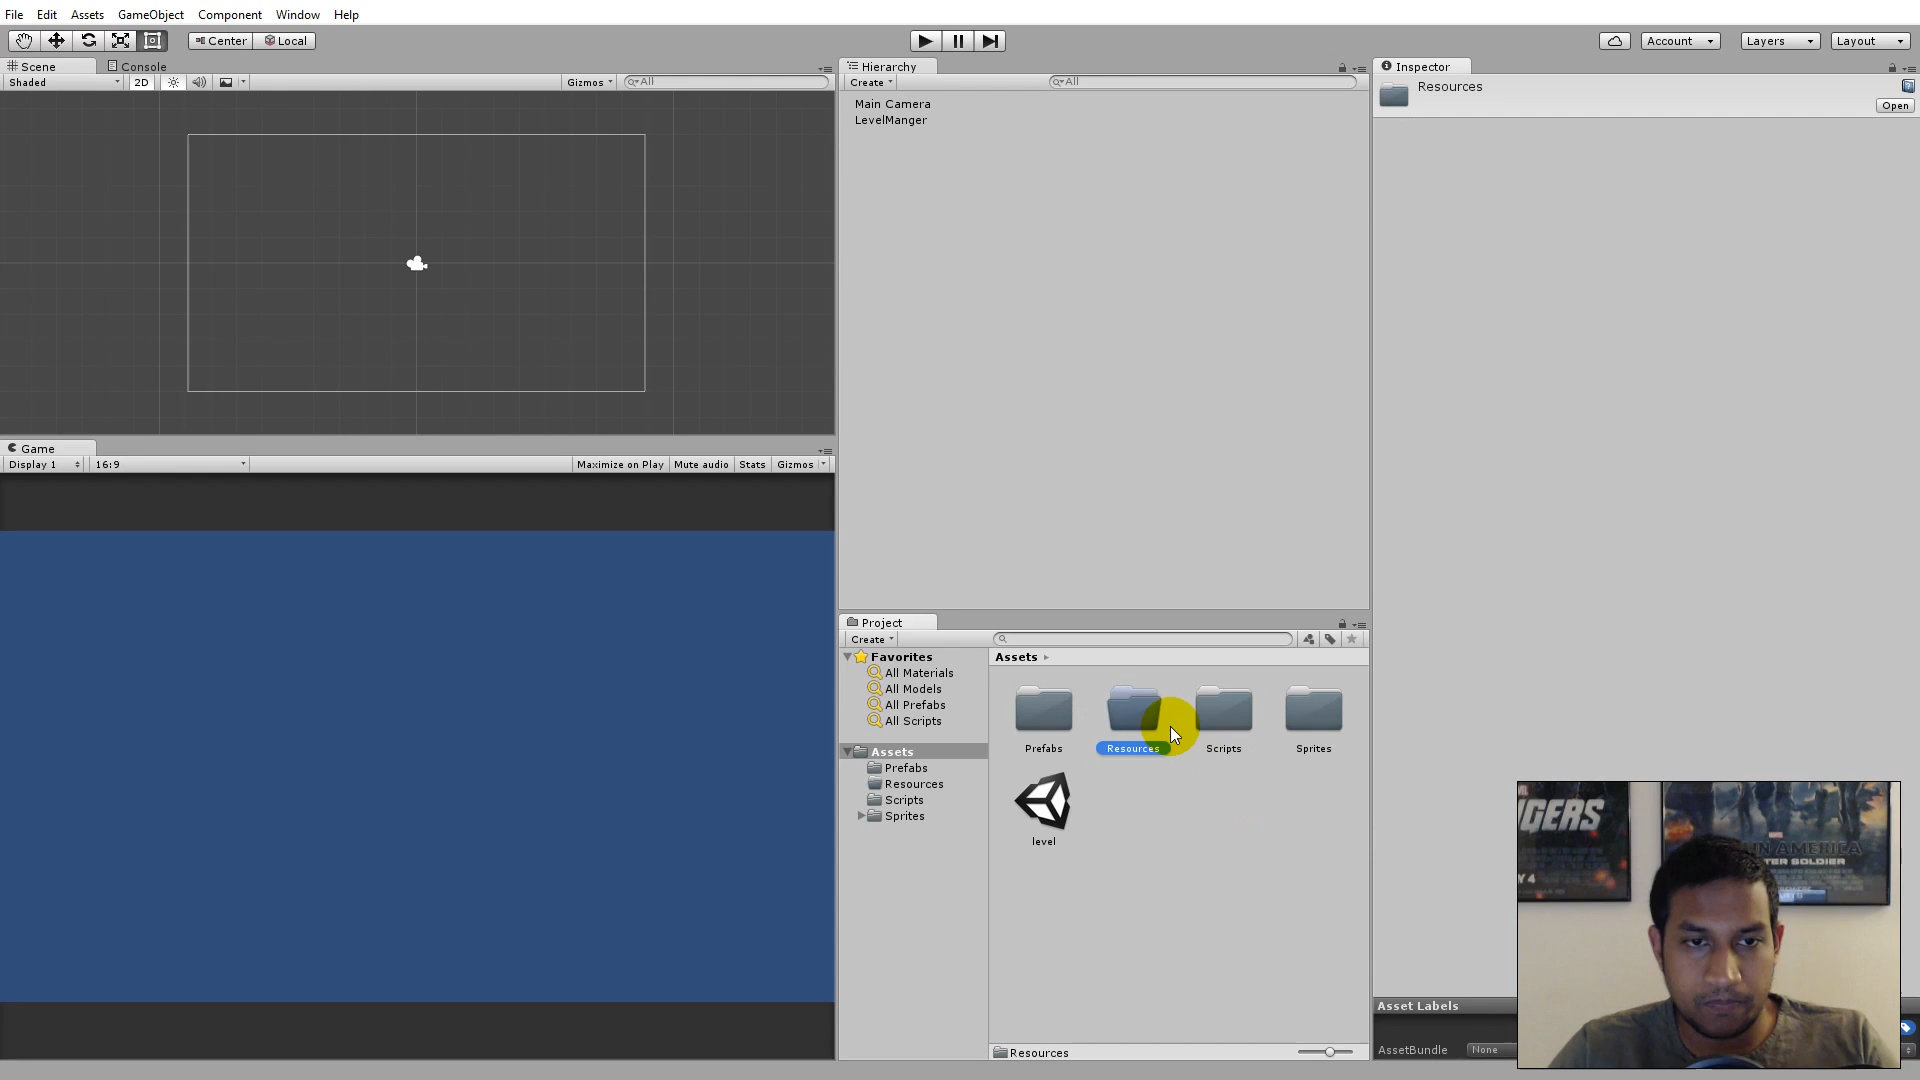 File Edit Assets GameObject Component Window Help
Center Local
Account Layers Layout
Scene Console
Shaded 2D Gizmos All
Hierarchy
Create All
Main Camera
LevelManger
Inspector
Resources
Open
Game
Display 1 16:9 Maximize on Play Mute audio Stats Gizmos
Project
Create
Favorites
All Materials
All Models
All Prefabs
All Scripts
Assets
Prefabs
Resources
Scripts
Sprites
Assets
Prefabs Resources Scripts Sprites
level
Resources
Asset Labels
AssetBundle None